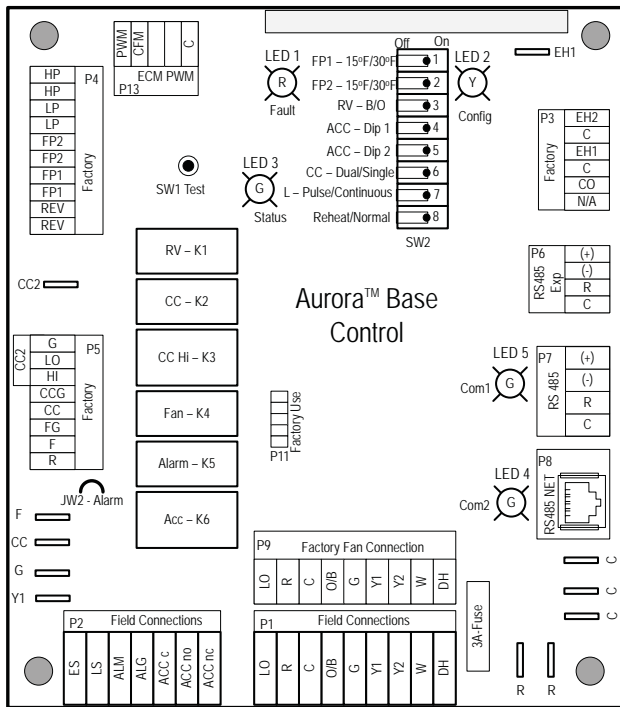 PWM
CFM
C
ECM PWM
P13
P4
HP
HP
LP
LP
FP2
FP2
FP1
FP1
REV
REV
Factory
SW1 Test
LED 1
R
Fault
LED 3
G
Status
Off
On
FP1 – 15ºF/30ºF
1
FP2 – 15ºF/30ºF
2
RV – B/O
3
ACC – Dip 1
4
ACC – Dip 2
5
CC – Dual/Single
6
L – Pulse/Continuous
7
Reheat/Normal
8
SW2
LED 2
Y
Config
EH1
P3
Factory
EH2
C
EH1
C
CO
N/A
RV – K1
CC – K2
CC Hi – K3
Fan – K4
Alarm – K5
Acc – K6
Aurora™ Base
Control
P6
RS485
Exp
(+)
(-)
R
C
CC2
CC2
P5
G
LO
HI
CCG
CC
FG
F
R
Factory
JW2 - Alarm
Factory Use
P11
LED 5
Com1
G
P7
RS 485
(+)
(-)
R
C
LED 4
Com2
G
P8
RS485 NET
F
CC
G
Y1
P9
Factory Fan Connection
LO
R
C
O/B
G
Y1
Y2
W
DH
P2
Field Connections
ES
LS
ALM
ALG
ACC c
ACC no
ACC nc
P1
Field Connections
LO
R
C
O/B
G
Y1
Y2
W
DH
3A-Fuse
C
C
C
R
R